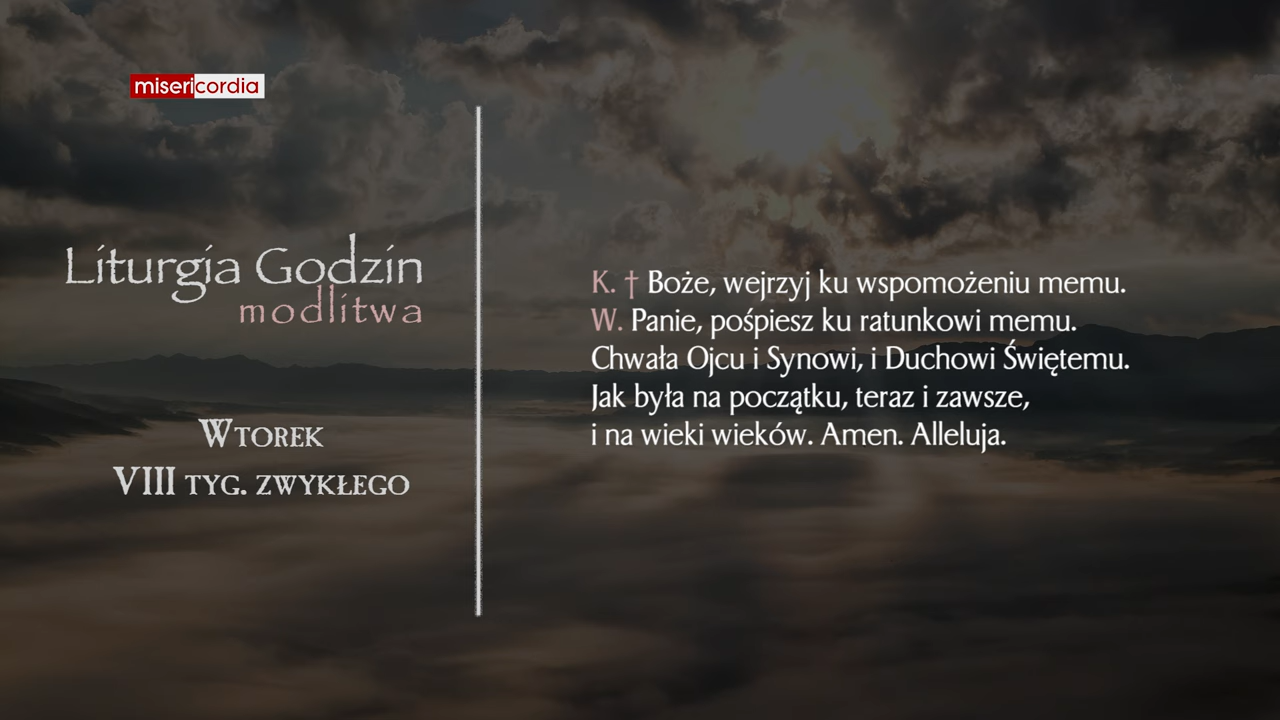 misericordia
Liturgia Godzin
modlitwa
Wtorek
VIII tyg. zwykłego
K. † Boże, wejrzyj ku wspomożeniu memu.
W. Panie, pośpiesz ku ratunkowi memu.
Chwała Ojcu i Synowi, i Duchowi Świętemu.
Jak była na początku, teraz i zawsze,
i na wieki wieków. Amen. Alleluja.